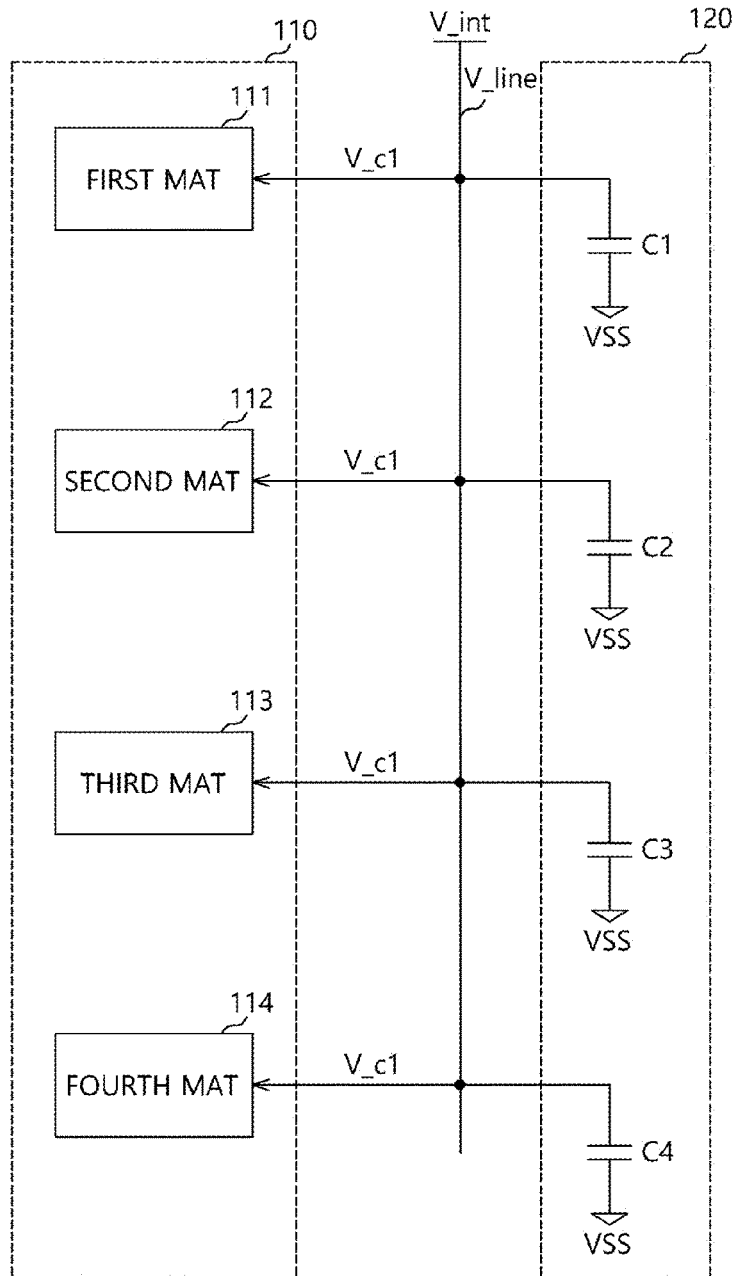 110
V_int
120
V_line
111
FIRST MAT
V_c1
C1
VSS
112
SECOND MAT
V_c1
C2
VSS
113
THIRD MAT
V_c1
C3
VSS
114
FOURTH MAT
V_c1
C4
VSS